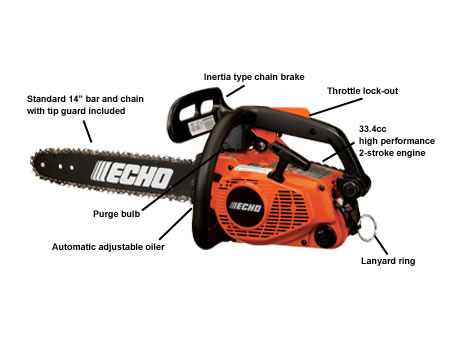 Inertia type chain brake
Throttle lock-out
Standard 14" bar and chain
with tip guard included
33.4cc
high performance
2-stroke engine
ECHO
ECHO
Purge bulb
Automatic adjustable oiler
Lanyard ring